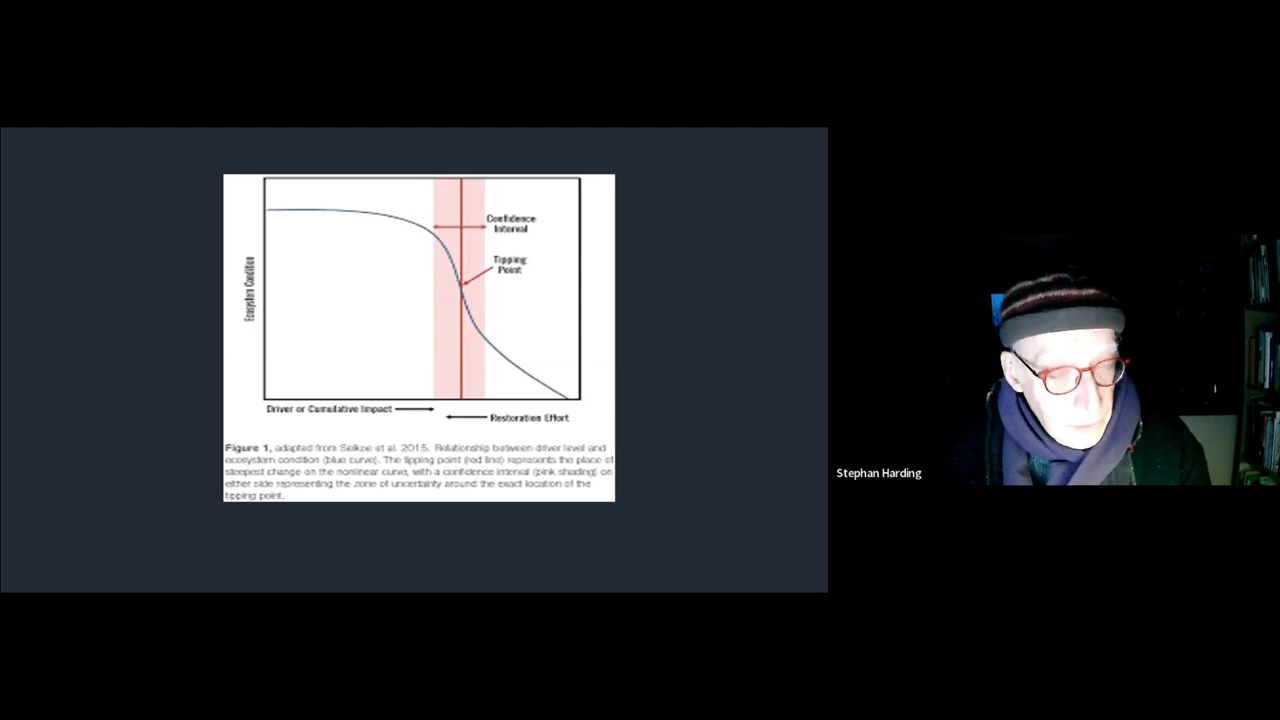 Ecosystem Condition
Confidence
Interval
Tipping
Point
Driver or Cumulative Impact
Restoration Effort
Figure 1, adapted from Selkoe et al. 2015. Relationship between driver level and
ecosystem condition (blue curve). The tipping point (red line) represents the place of
steepest change on the nonlinear curve, with a confidence interval (pink shading) on
either side representing the zone of uncertainty around the exact location of the
tipping point.
Stephan Harding